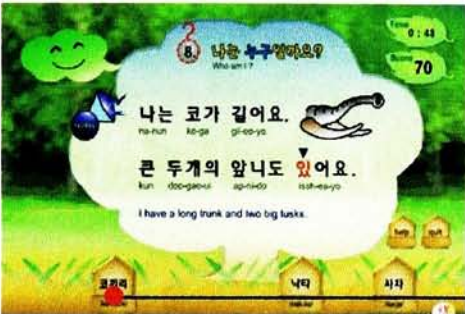 Time
0 : 48
8. 나는 누구일까요?
Who am I ?
70
나는 코가 길어요.
na-nun ko-ga gil-eo-yo
큰 두개의 앞니도 있어요.
kun doo-gae-ui ap-ni-do issh-ea-yo
I have a long trunk and two big tusks.
help quit
코끼리 낙타 사자